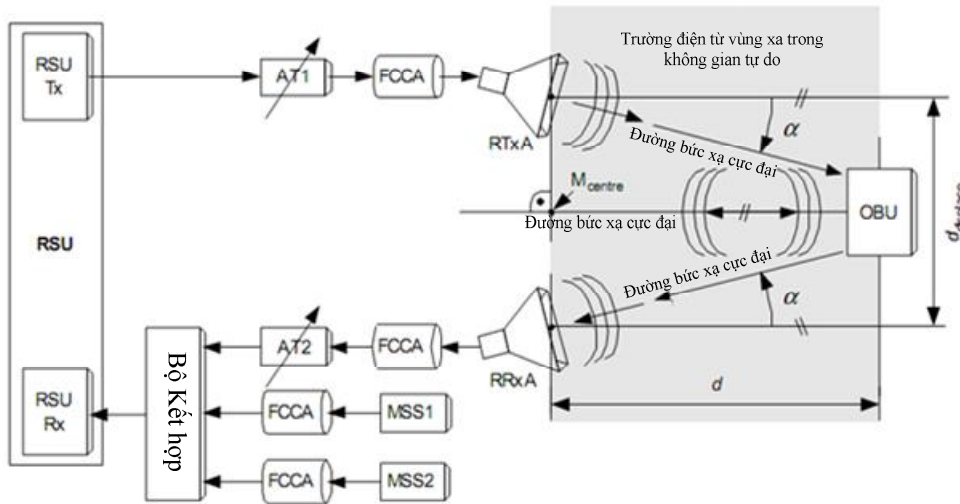 RSU
Tx
AT1
FCCA
RTxA
Trường điện từ vùng xa trong
không gian tự do
α
Đường bức xạ cực đại
M centre
Đường bức xạ cực đại
OBU
RSU
Đường bức xạ cực đại
α
AT2
FCCA
RRxA
d
RSU
Rx
Bộ Kết hợp
FCCA
MSS1
FCCA
MSS2